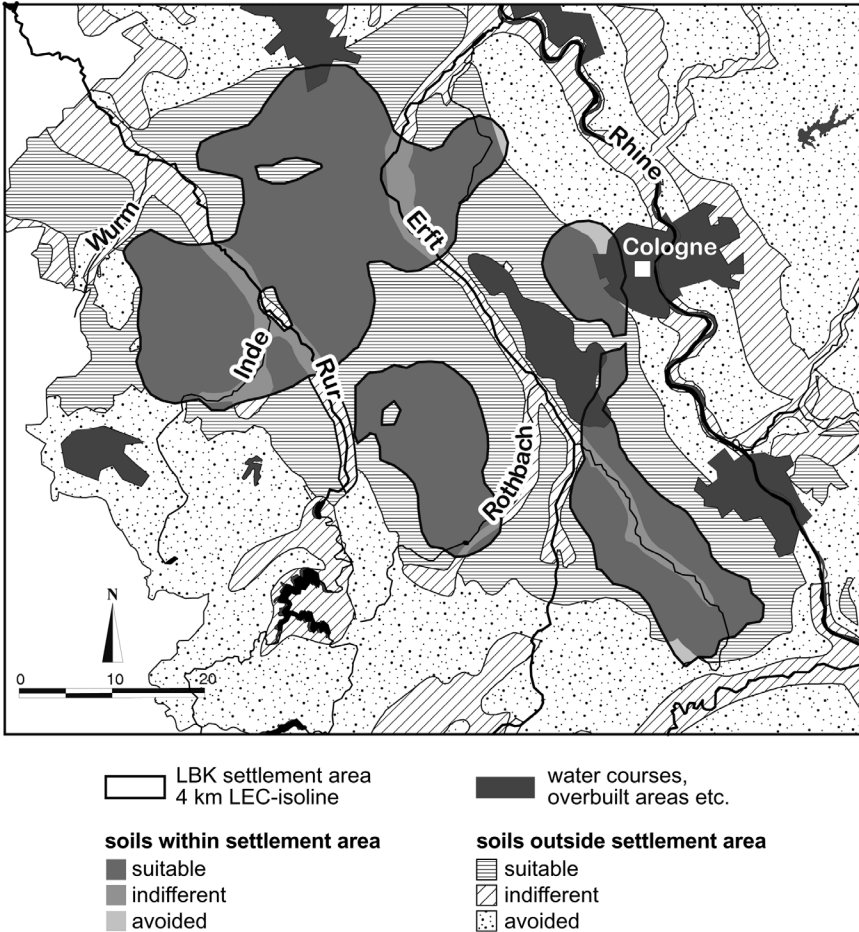 Rhine
Wurm
Erft
Cologne
Inde
Rur
Rothbach
N
0 10 20
LBK settlement area
4 km LEC-isoline
water courses,
overbuilt areas etc.
soils within settlement area
suitable
indifferent
avoided
soils outside settlement area
suitable
indifferent
avoided